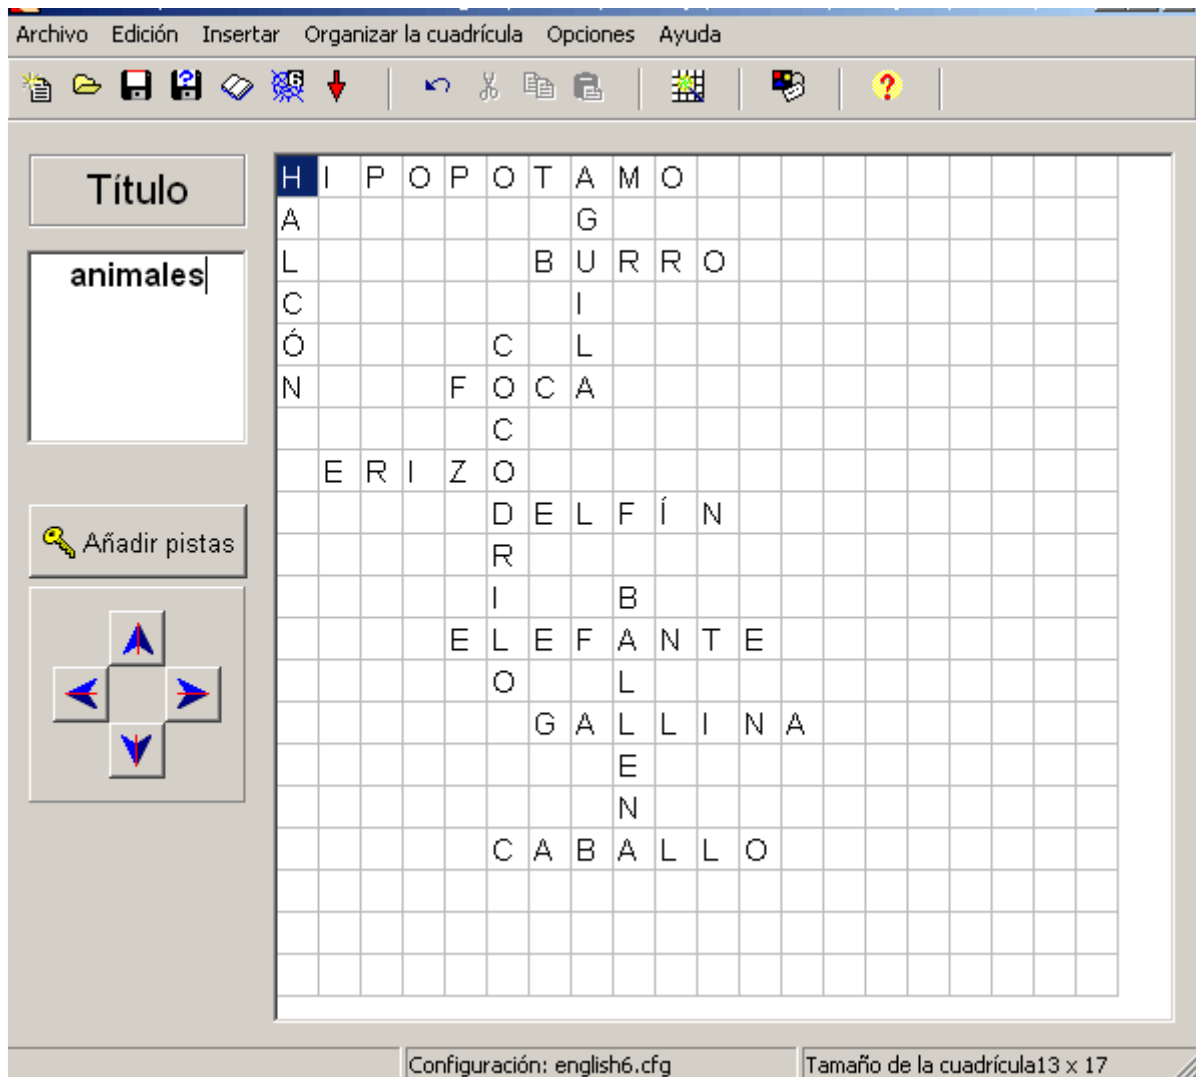 Archivo Edición Insertar Organizar la cuadrícula Opciones Ayuda
6
?
?
Título
animales
Añadir pistas
H I P O P O T A M O
A G
L B U R R O
C I
Ó C L
N F O C A
C
E R I Z O
D E L F Í N
R
I B
E L E F A N T E
O L
G A L L I N A
E
N
C A B A L L O
Configuración: english6.cfg
Tamaño de la cuadrícula13 x 17